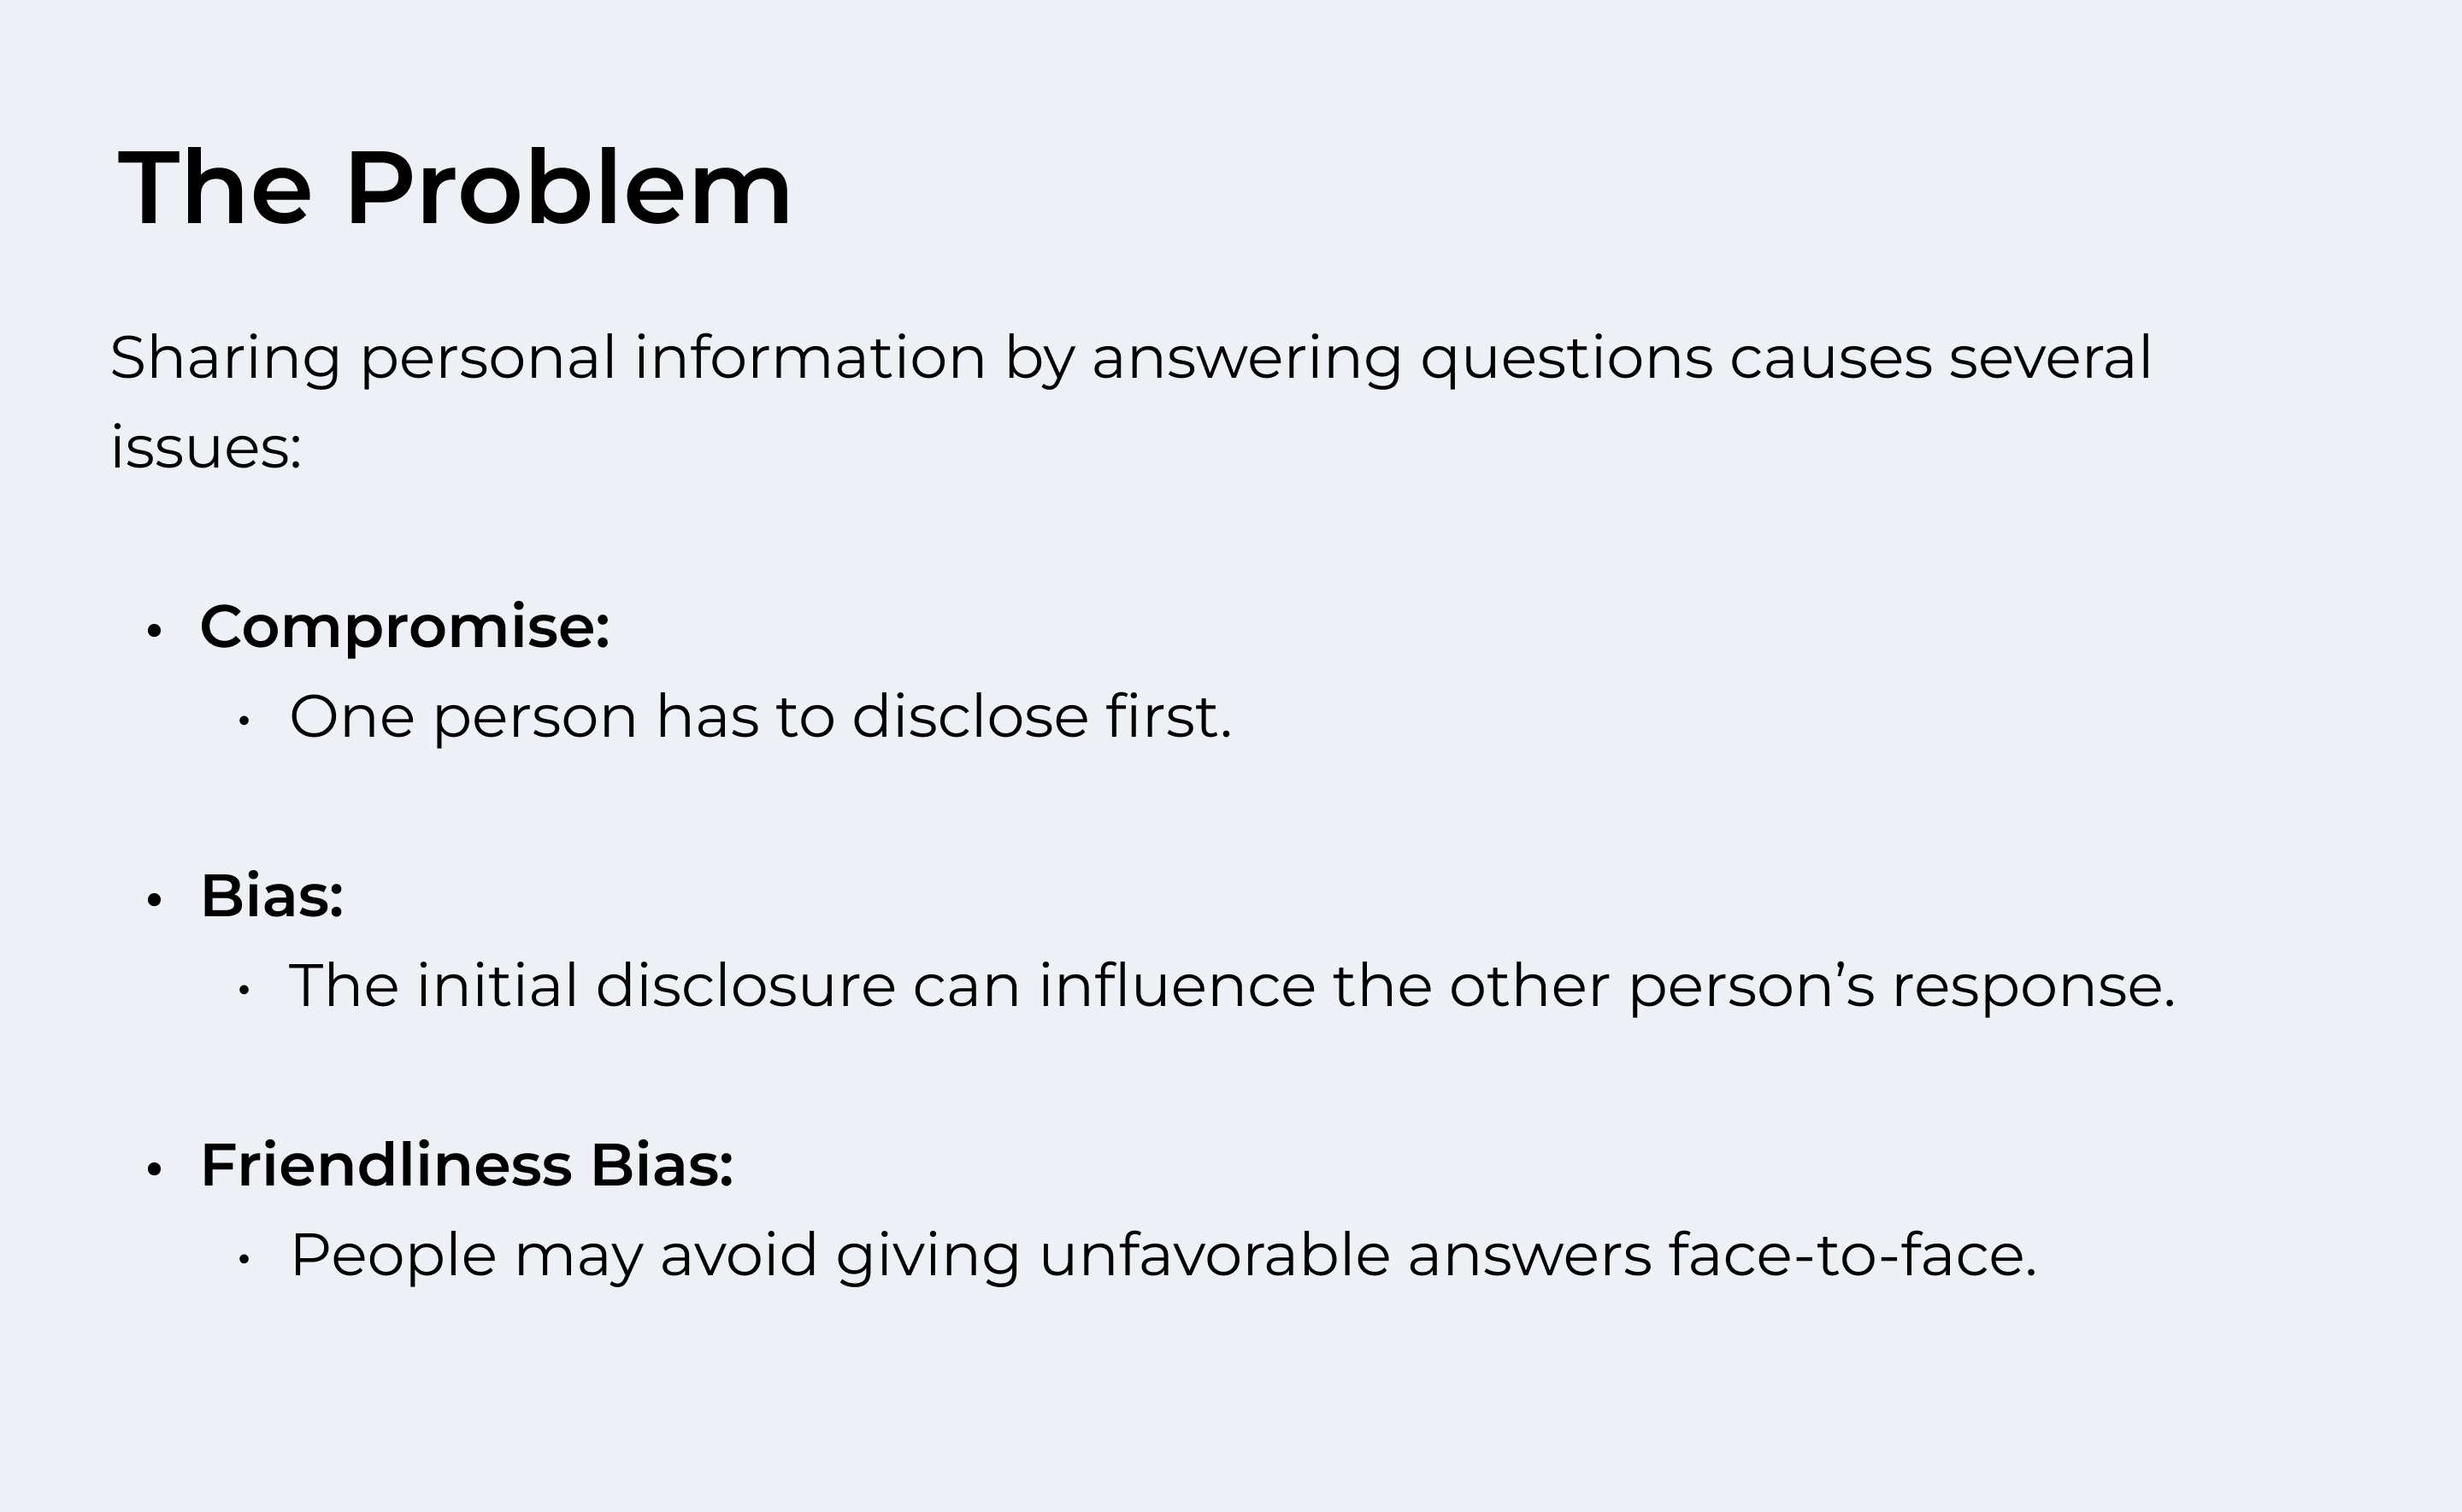 The Problem
Sharing personal information by answering questions causes several
issues:
• Compromise:
• One person has to disclose first.
• Bias:
• The initial disclosure can influence the other person’s response.
• Friendliness Bias:
• People may avoid giving unfavorable answers face-to-face.